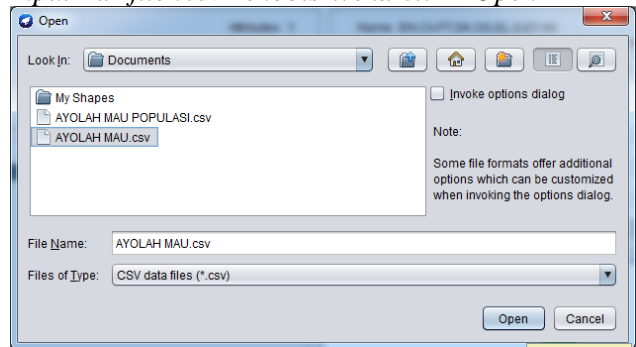 Open
Look In:
Documents
My Shapes
AYOLAH MAU POPULASI.csv
AYOLAH MAU.csv
Invoke options dialog
Note:
Some file formats offer additional
options which can be customized
when invoking the options dialog.
File Name:
AYOLAH MAU.csv
Files of Type:
CSV data files (*.csv)
Open
Cancel